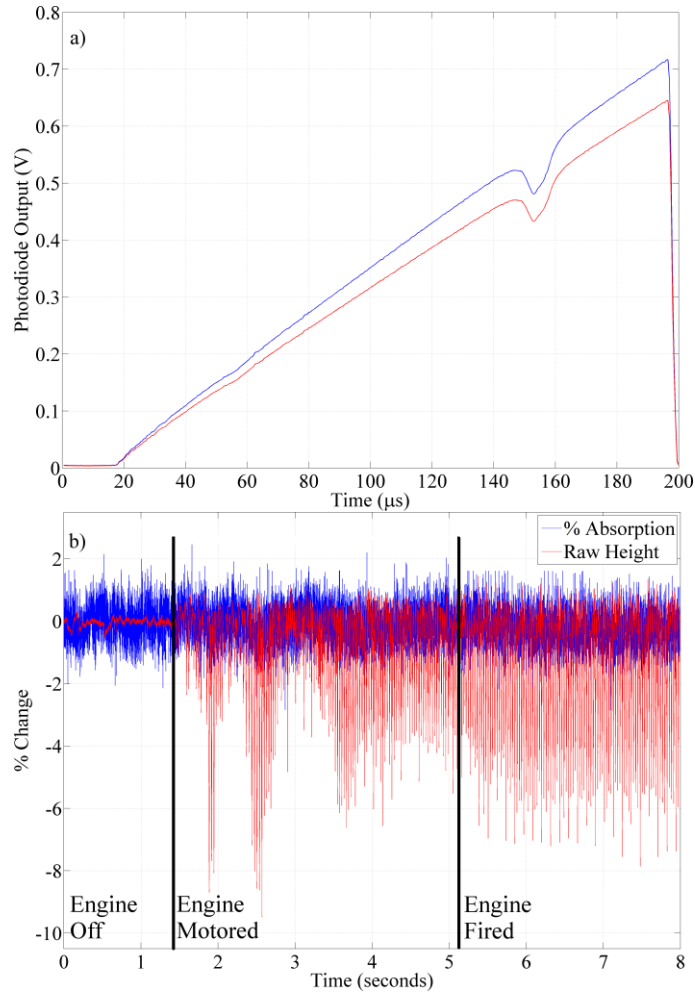 a)
0.8
0.7
0.6
0.5
0.4
0.3
0.2
0.1
0
Photodiode Output (V)
0 20 40 60 80 100 120 140 160 180 200
Time (μs)
b)
% Absorption
Raw Height
2
0
-2
-4
-6
-8
-10
% Change
Engine
Off
Engine
Motored
Engine
Fired
0 1 2 3 4 5 6 7 8
Time (seconds)